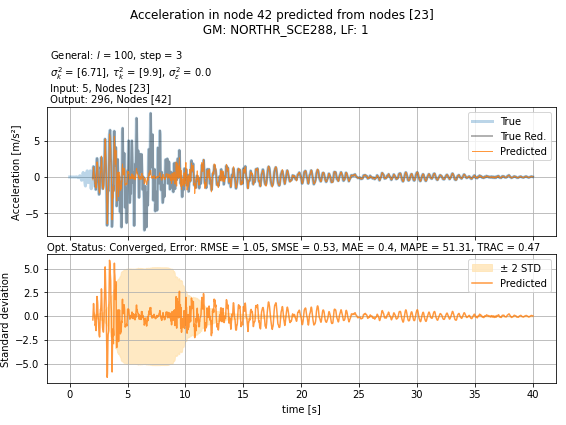 Acceleration in node 42 predicted from nodes [23]
GM: NORTHR_SCE288, LF: 1
General: l = 100, step = 3
σ²_k = [6.71], τ²_k = [9.9], σ²_ε = 0.0
Input: 5, Nodes [23]
Output: 296, Nodes [42]
Acceleration [m/s²]
5
0
−5
True
True Red.
Predicted
Opt. Status: Converged, Error: RMSE = 1.05, SMSE = 0.53, MAE = 0.4, MAPE = 51.31, TRAC = 0.47
Standard deviation
5.0
2.5
0.0
−2.5
−5.0
± 2 STD
Predicted
0 5 10 15 20 25 30 35 40
time [s]